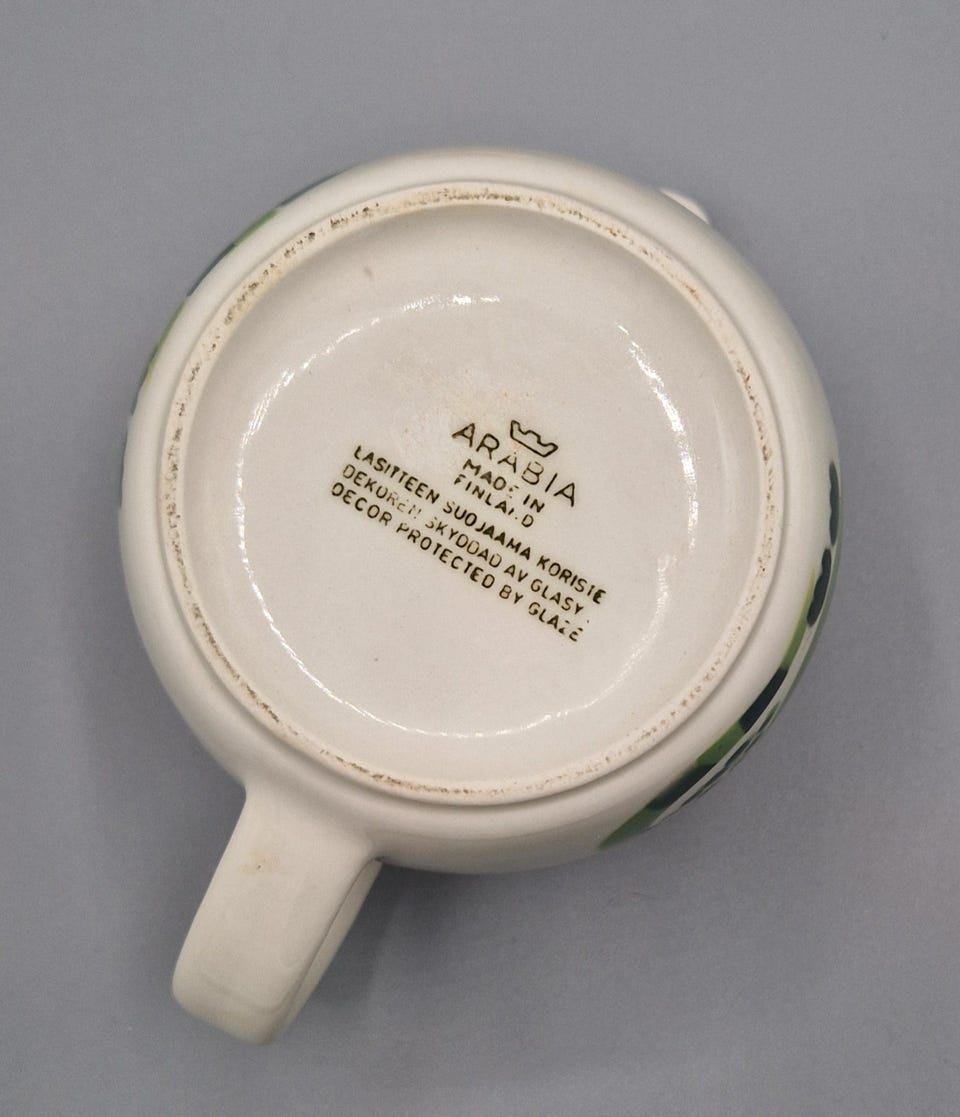 ARABIA
MADE IN
FINLAND
LASITTEEN SUOJAAMA KORISTE
DEKOREN SKYDDAD AV GLASYR
DECOR PROTECTED BY GLAZE